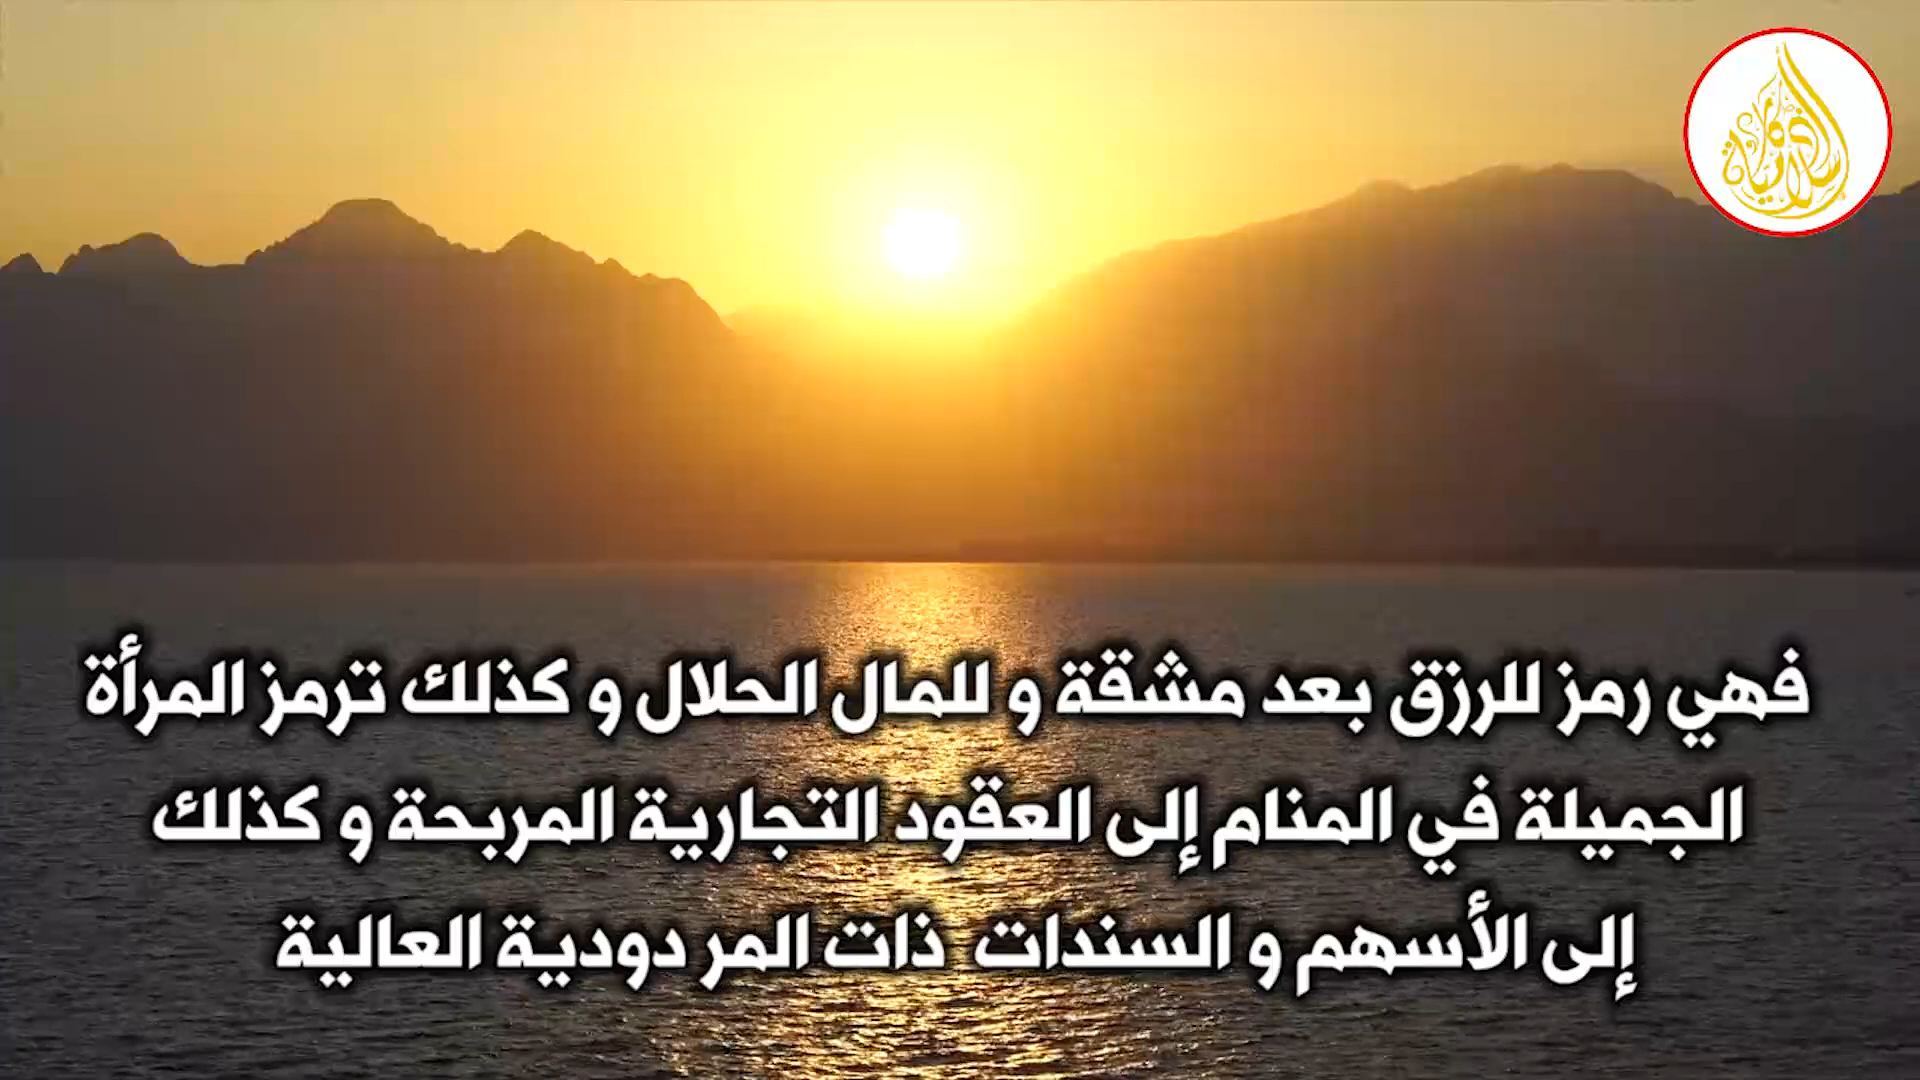 فهي رمز للرزق بعد مشقة و للمال الحلال و كذلك ترمز المرأة
الجميلة في المنام إلى العقود التجارية المربحة و كذلك
إلى الأسهم و السندات ذات المر دودية العالية